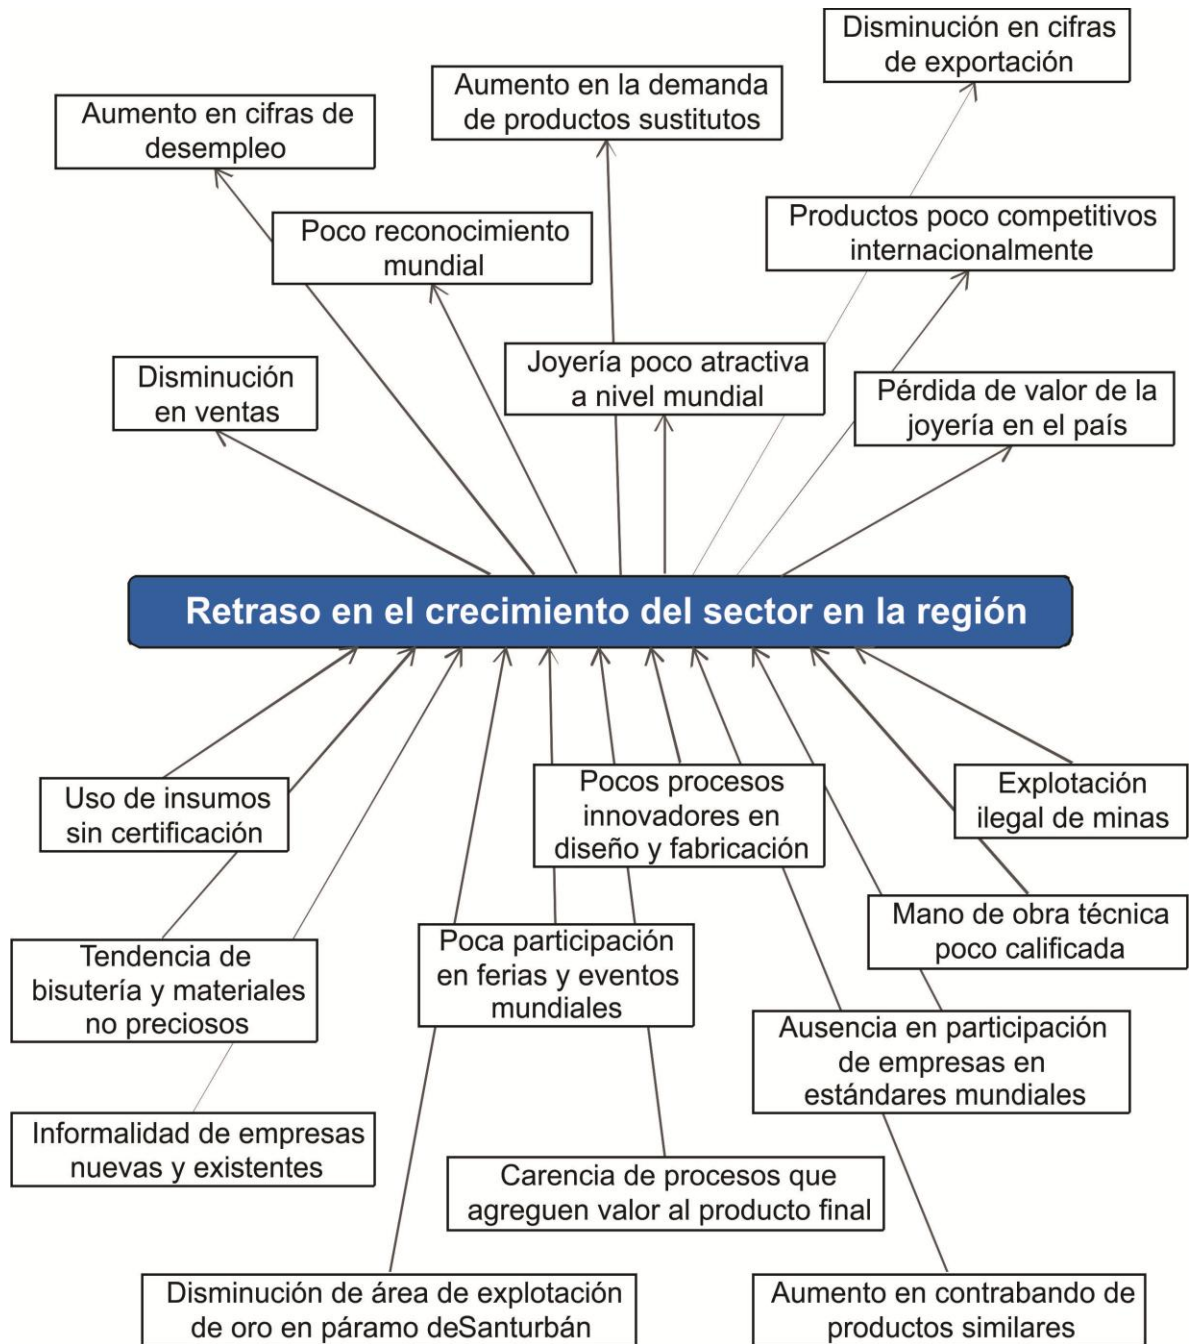 Disminución en cifras
de exportación
Aumento en la demanda
de productos sustitutos
Aumento en cifras de
desempleo
Productos poco competitivos
internacionalmente
Poco reconocimiento
mundial
Joyería poco atractiva
a nivel mundial
Disminución
en ventas
Pérdida de valor de la
joyería en el país
Retraso en el crecimiento del sector en la región
Uso de insumos
sin certificación
Pocos procesos
innovadores en
diseño y fabricación
Explotación
ilegal de minas
Tendencia de
bisutería y materiales
no preciosos
Poca participación
en ferias y eventos
mundiales
Mano de obra técnica
poco calificada
Ausencia en participación
de empresas en
estándares mundiales
Informalidad de empresas
nuevas y existentes
Carencia de procesos que
agreguen valor al producto final
Disminución de área de explotación
de oro en páramo deSanturbán
Aumento en contrabando de
productos similares